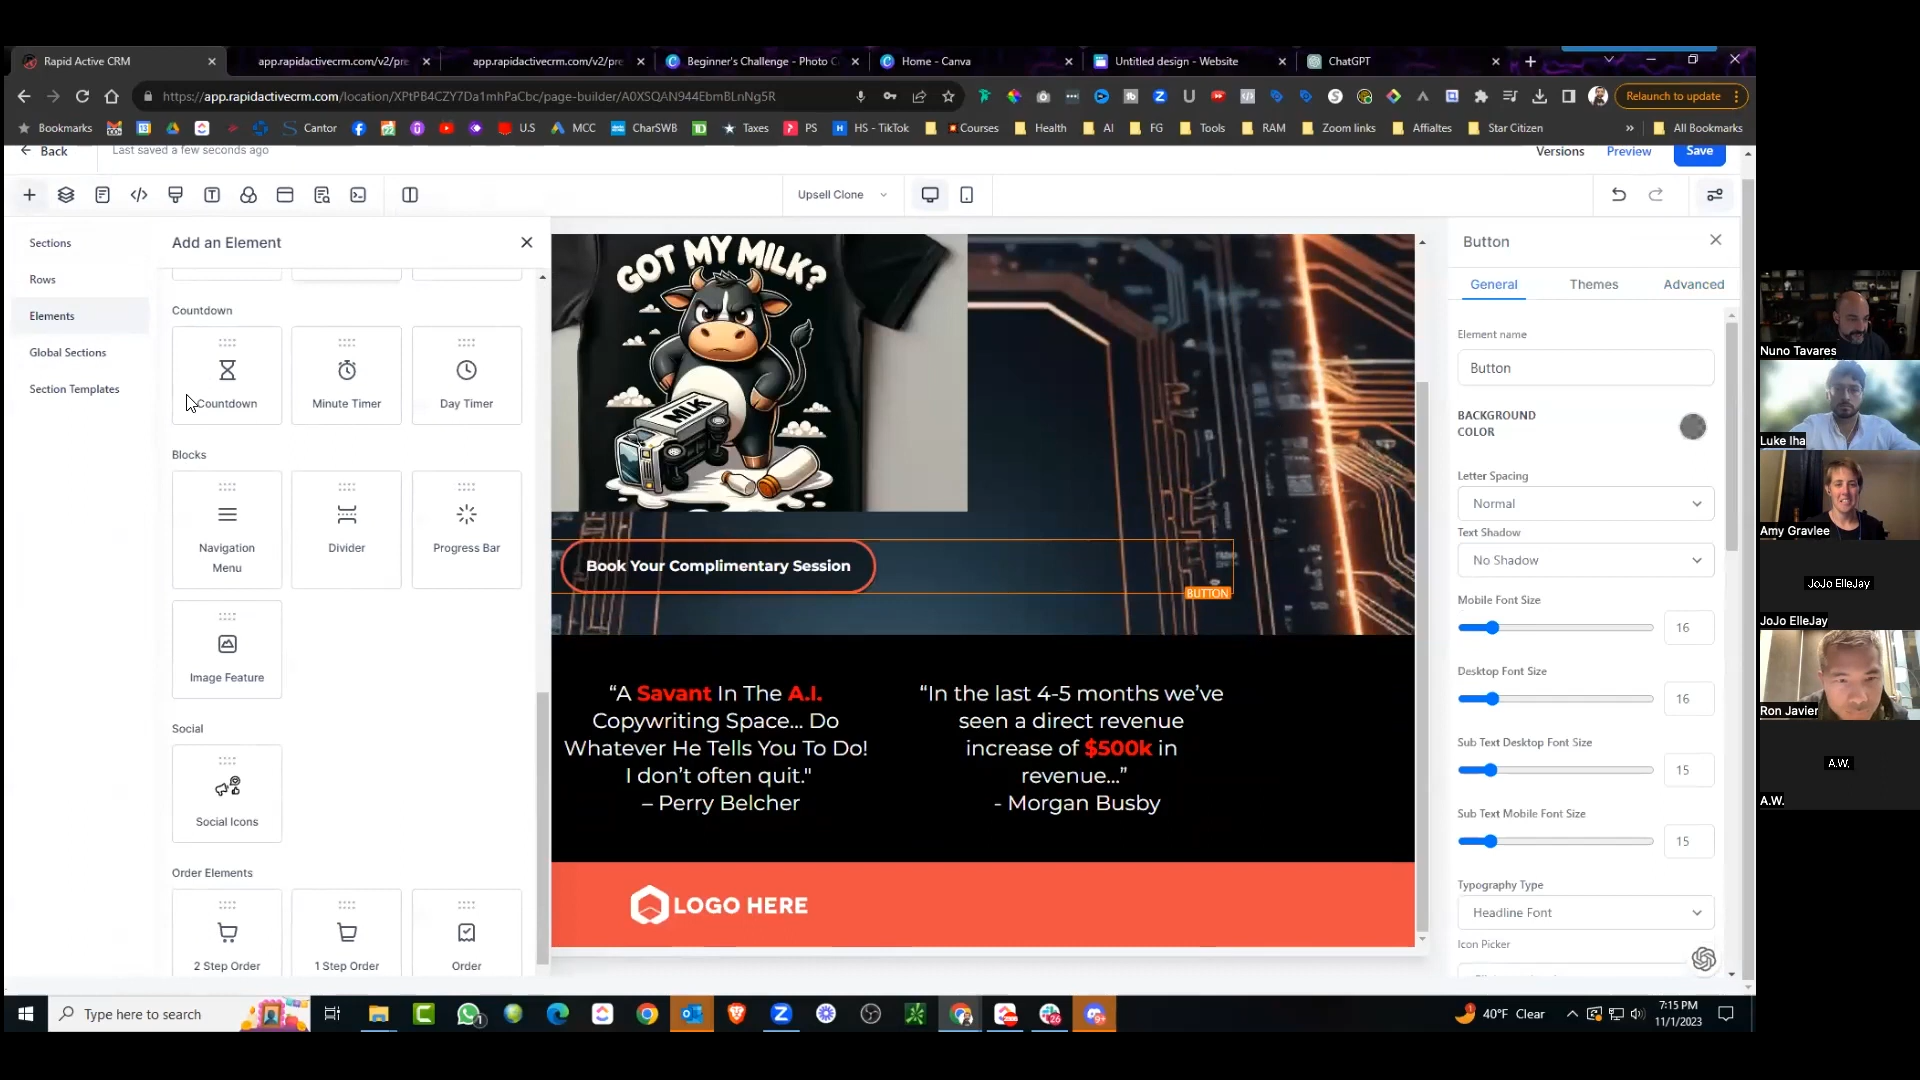 Rapid Active CRM
app.rapidactivecrm.com/v2/pre
app.rapidactivecrm.com/v2/pre
Beginner's Challenge - Photo C
Home - Canva
Untitled design - Website
ChatGPT
https://app.rapidactivecrm.com/location/XPtPB4CZY7Da1mhPaCbc/page-builder/A0XSQAN944EbmBLnNg5R
Relaunch to update
Bookmarks
Cantor
U.S
MCC
CharSWB
Taxes
PS
HS - TikTok
Courses
Health
AI
FG
Tools
RAM
Zoom links
Affialtes
Star Citizen
All Bookmarks
Back
Last saved a few seconds ago
Versions
Preview
Save
Upsell Clone
Sections
Rows
Elements
Global Sections
Section Templates
Add an Element
Countdown
Countdown
Minute Timer
Day Timer
Blocks
Navigation
Menu
Divider
Progress Bar
Image Feature
Social
Social Icons
Order Elements
2 Step Order
1 Step Order
Order
GOT MY MILK?
MILK
Book Your Complimentary Session
BUTTON
“A Savant In The A.I.
Copywriting Space... Do
Whatever He Tells You To Do!
I don’t often quit."
– Perry Belcher
“In the last 4-5 months we’ve
seen a direct revenue
increase of $500k in
revenue...”
- Morgan Busby
LOGO HERE
Button
General
Themes
Advanced
Element name
Button
BACKGROUND
COLOR
Letter Spacing
Normal
Text Shadow
No Shadow
Mobile Font Size
16
Desktop Font Size
16
Sub Text Desktop Font Size
15
Sub Text Mobile Font Size
15
Typography Type
Headline Font
Icon Picker
Nuno Tavares
Luke Iha
Amy Gravlee
JoJo ElleJay
JoJo ElleJay
Ron Javier
A.W.
A.W.
Type here to search
40°F Clear
7:15 PM
11/1/2023